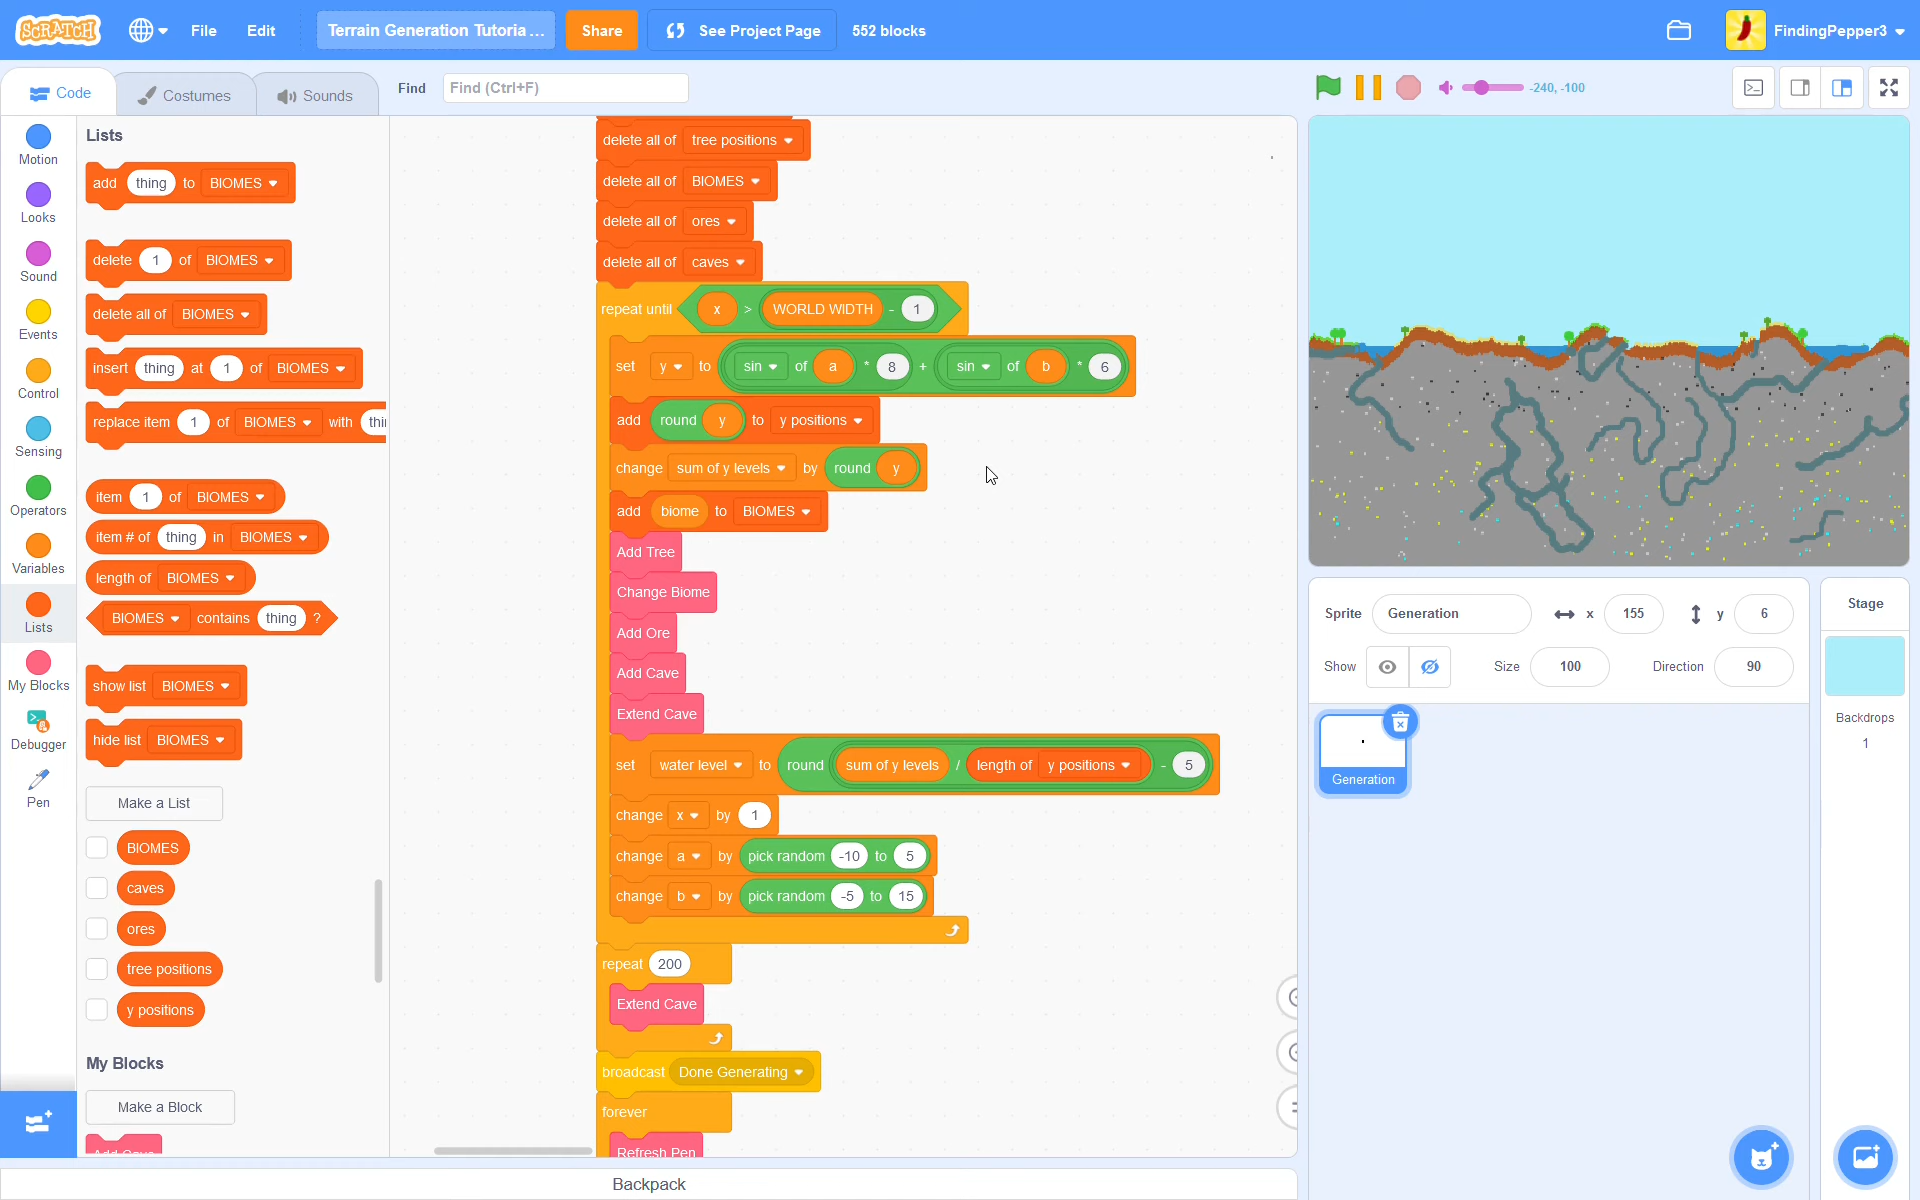 SCRATCH File Edit Terrain Generation Tutoria ... Share See Project Page 552 blocks FindingPepper3
Code Costumes Sounds Find Find (Ctrl+F) -240, -100
Motion
Looks
Sound
Events
Control
Sensing
Operators
Variables
Lists
My Blocks
Debugger
Pen
Lists
add thing to BIOMES
delete 1 of BIOMES
delete all of BIOMES
insert thing at 1 of BIOMES
replace item 1 of BIOMES with
item 1 of BIOMES
item # of thing in BIOMES
length of BIOMES
BIOMES contains thing ?
show list BIOMES
hide list BIOMES
Make a List
BIOMES
caves
ores
tree positions
y positions
My Blocks
Make a Block
Add Cave
delete all of tree positions
delete all of BIOMES
delete all of ores
delete all of caves
repeat until x > WORLD WIDTH - 1
set y to sin of a * 8 + sin of b * 6
add round y to y positions
change sum of y levels by round y
add biome to BIOMES
Add Tree
Change Biome
Add Ore
Add Cave
Extend Cave
set water level to round sum of y levels / length of y positions - 5
change x by 1
change a by pick random -10 to 5
change b by pick random -5 to 15
repeat 200
Extend Cave
broadcast Done Generating
forever
Refresh Pen
Backpack
Sprite Generation x 155 y 6
Show Size 100 Direction 90
Generation
Stage
Backdrops
1